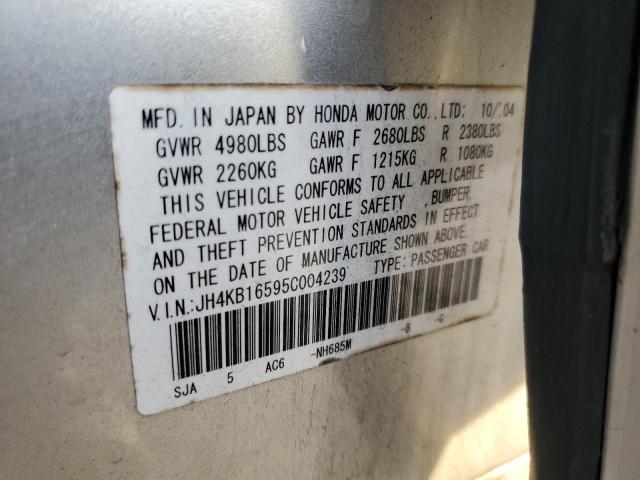 MFD. IN JAPAN BY HONDA MOTOR CO.,LTD: 10/04
GVWR 4980LBS GAWR F 2680LBS R 2380LBS
GVWR 2260KG GAWR F 1215KG R 1080KG
THIS VEHICLE CONFORMS TO ALL APPLICABLE
FEDERAL MOTOR VEHICLE SAFETY ,BUMPER,
AND THEFT PREVENTION STANDARDS IN EFFECT
ON THE DATE OF MANUFACTURE SHOWN ABOVE.
V.I.N.:JH4KB16595C004239 TYPE: PASSENGER CAR
SJA 5 AC6 -NH685M -B -C